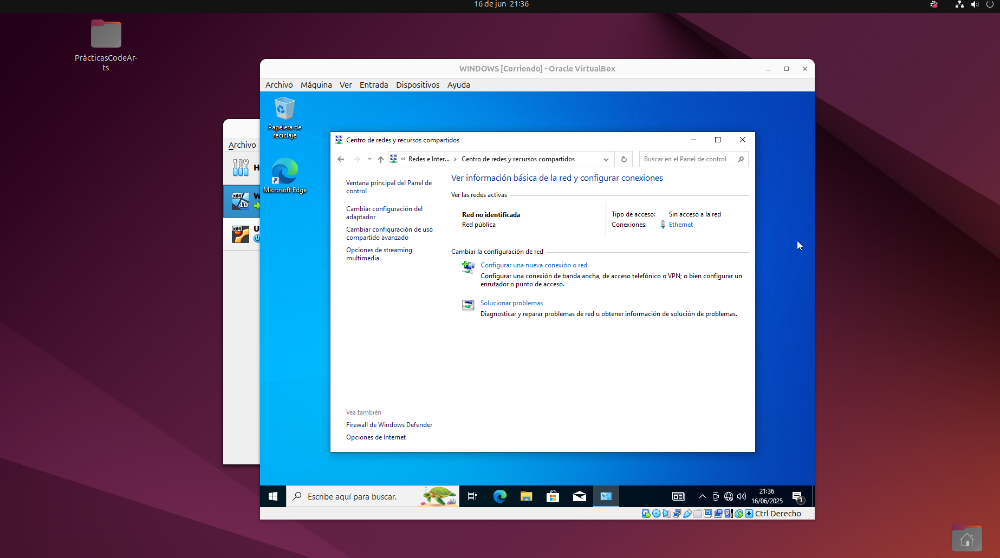 16 de jun 21:36
PrácticasCodeAr-
ts
WINDOWS [Corriendo] - Oracle VirtualBox
Archivo Máquina Ver Entrada Dispositivos Ayuda
Papelera de
reciclaje
Microsoft Edge
Archivo
Centro de redes y recursos compartidos
« Redes e Inter... › Centro de redes y recursos compartidos
Buscar en el Panel de control
Ventana principal del Panel de
control
Cambiar configuración del
adaptador
Cambiar configuración de uso
compartido avanzado
Opciones de streaming
multimedia
Ver información básica de la red y configurar conexiones
Ver las redes activas
Red no identificada
Red pública
Tipo de acceso: Sin acceso a la red
Conexiones: Ethernet
Cambiar la configuración de red
Configurar una nueva conexión o red
Configurar una conexión de banda ancha, de acceso telefónico o VPN; o bien configurar un
enrutador o punto de acceso.
Solucionar problemas
Diagnosticar y reparar problemas de red u obtener información de solución de problemas.
Vea también
Firewall de Windows Defender
Opciones de Internet
Escribe aquí para buscar.
21:36
16/06/2025
1
Ctrl Derecho
x64
10
x64